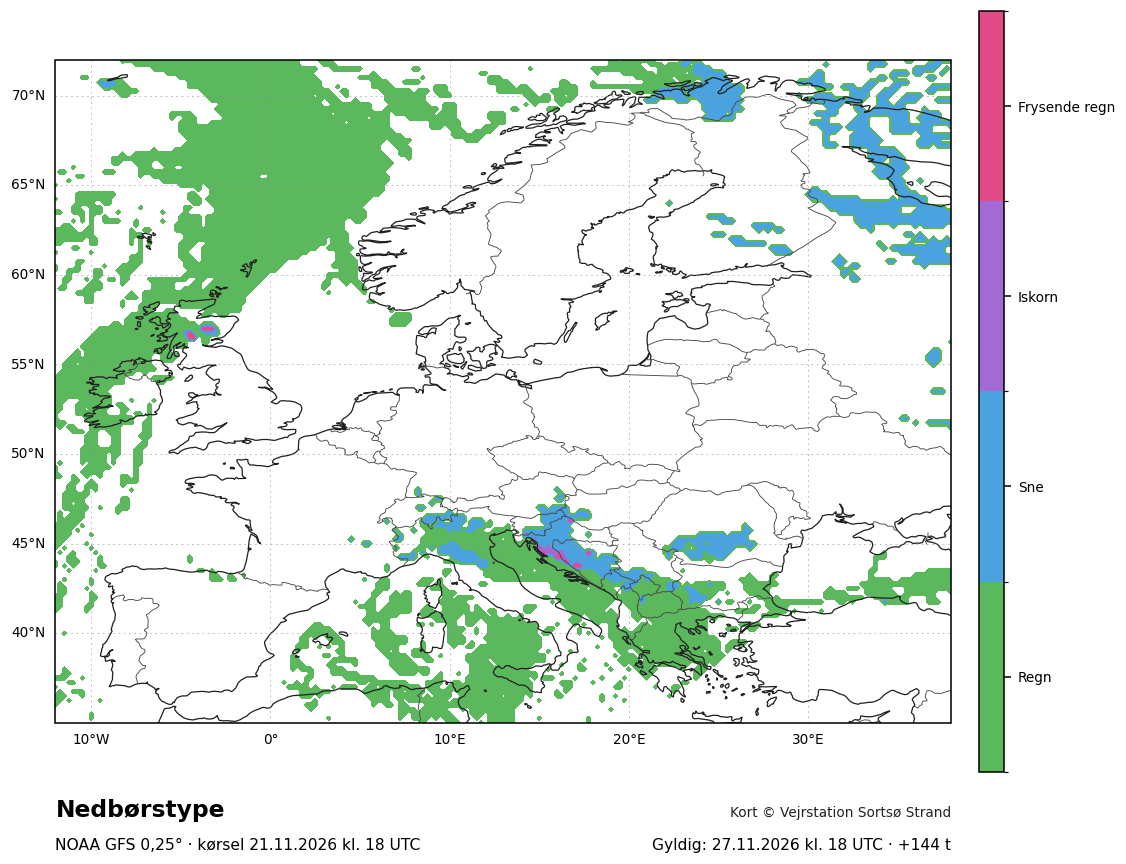 70°N
65°N
60°N
55°N
50°N
45°N
40°N
10°W
0°
10°E
20°E
30°E
Frysende regn
Iskorn
Sne
Regn
Nedbørstype
Kort © Vejrstation Sortsø Strand
NOAA GFS 0,25° · kørsel 21.11.2026 kl. 18 UTC
Gyldig: 27.11.2026 kl. 18 UTC · +144 t